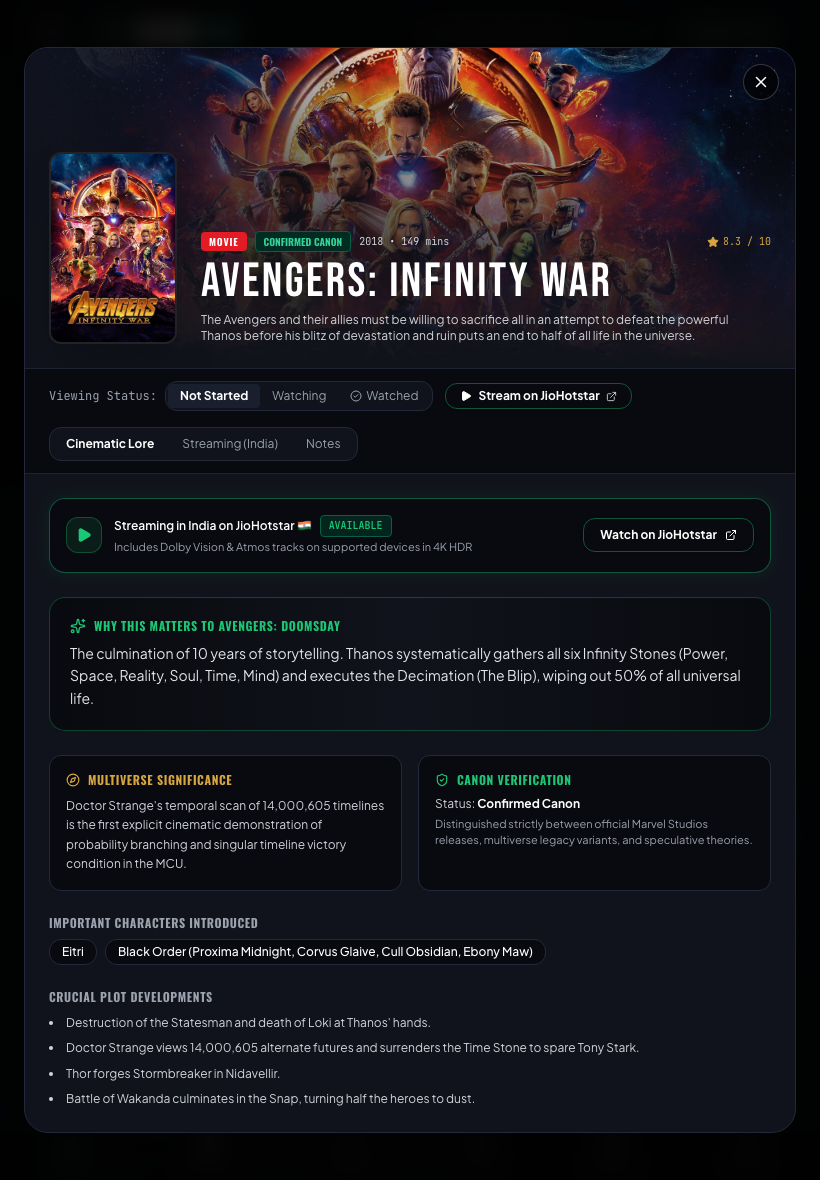 AVENGERS
INFINITY WAR
MOVIE
CONFIRMED CANON
2018 • 149 mins
8.3 / 10
AVENGERS: INFINITY WAR
The Avengers and their allies must be willing to sacrifice all in an attempt to defeat the powerful
Thanos before his blitz of devastation and ruin puts an end to half of all life in the universe.
Viewing Status:
Not Started
Watching
Watched
Stream on JioHotstar
Cinematic Lore
Streaming (India)
Notes
Streaming in India on JioHotstar 🇮🇳
AVAILABLE
Includes Dolby Vision & Atmos tracks on supported devices in 4K HDR
Watch on JioHotstar
WHY THIS MATTERS TO AVENGERS: DOOMSDAY
The culmination of 10 years of storytelling. Thanos systematically gathers all six Infinity Stones (Power,
Space, Reality, Soul, Time, Mind) and executes the Decimation (The Blip), wiping out 50% of all universal
life.
MULTIVERSE SIGNIFICANCE
Doctor Strange's temporal scan of 14,000,605 timelines
is the first explicit cinematic demonstration of
probability branching and singular timeline victory
condition in the MCU.
CANON VERIFICATION
Status: Confirmed Canon
Distinguished strictly between official Marvel Studios
releases, multiverse legacy variants, and speculative theories.
IMPORTANT CHARACTERS INTRODUCED
Eitri
Black Order (Proxima Midnight, Corvus Glaive, Cull Obsidian, Ebony Maw)
CRUCIAL PLOT DEVELOPMENTS
• Destruction of the Statesman and death of Loki at Thanos' hands.
• Doctor Strange views 14,000,605 alternate futures and surrenders the Time Stone to spare Tony Stark.
• Thor forges Stormbreaker in Nidavellir.
• Battle of Wakanda culminates in the Snap, turning half the heroes to dust.